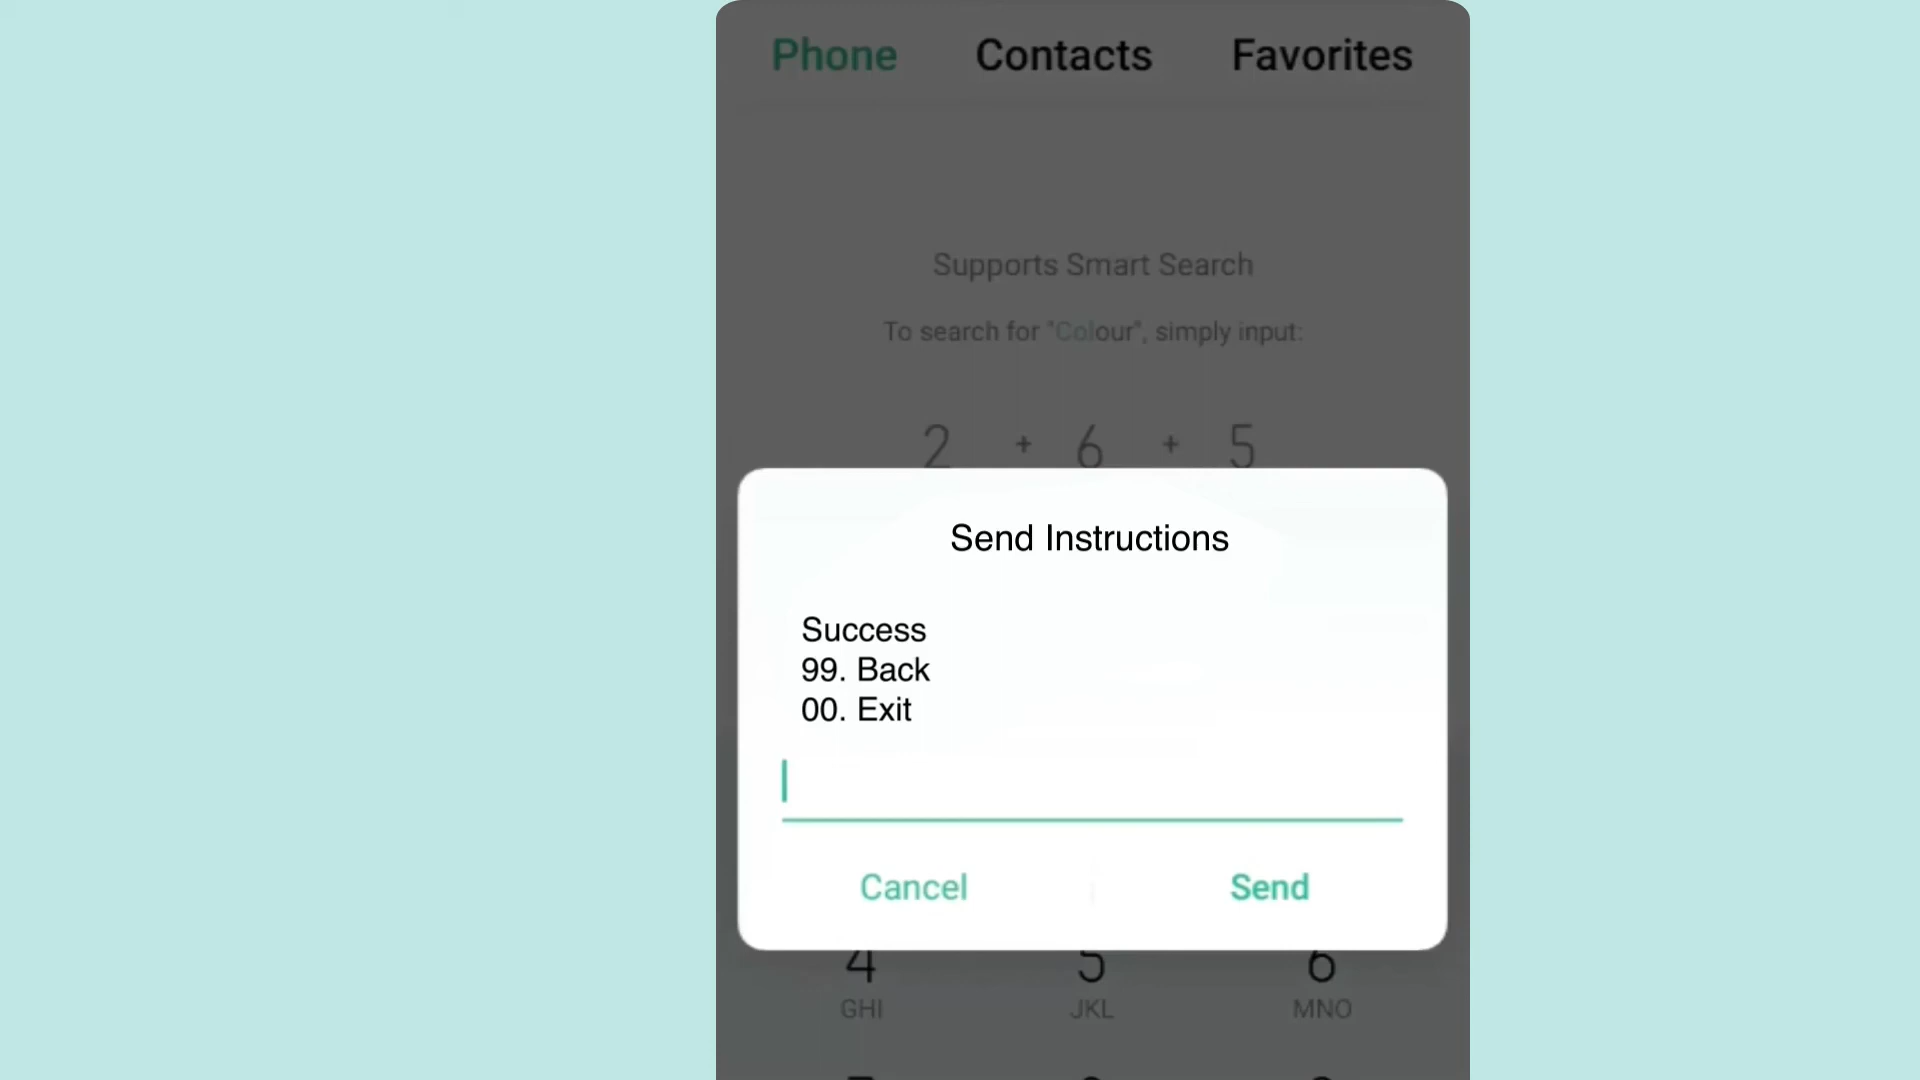 Phone Contacts Favorites
Supports Smart Search
To search for "Colour", simply input:
2 + 6 + 5
Send Instructions
Success
99. Back
00. Exit
Cancel Send
4 5 6
GHI JKL MNO